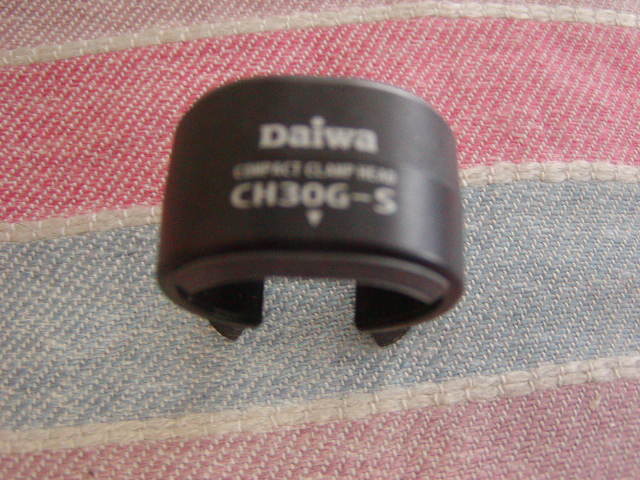 Daiwa
COMPACT CLAMP HEAD
CH30G-S